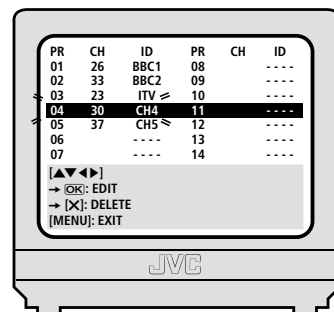 PR CH ID PR CH ID
01 26 BBC1 08 - - - -
02 33 BBC2 09 - - - -
03 23 ITV 10 - - - -
04 30 CH4 11 - - - -
05 37 CH5 12 - - - -
06 - - - - 13 - - - -
07 - - - - 14 - - - -
[▲▼◀▶]
→ OK: EDIT
→ [X]: DELETE
[MENU]: EXIT
JVC